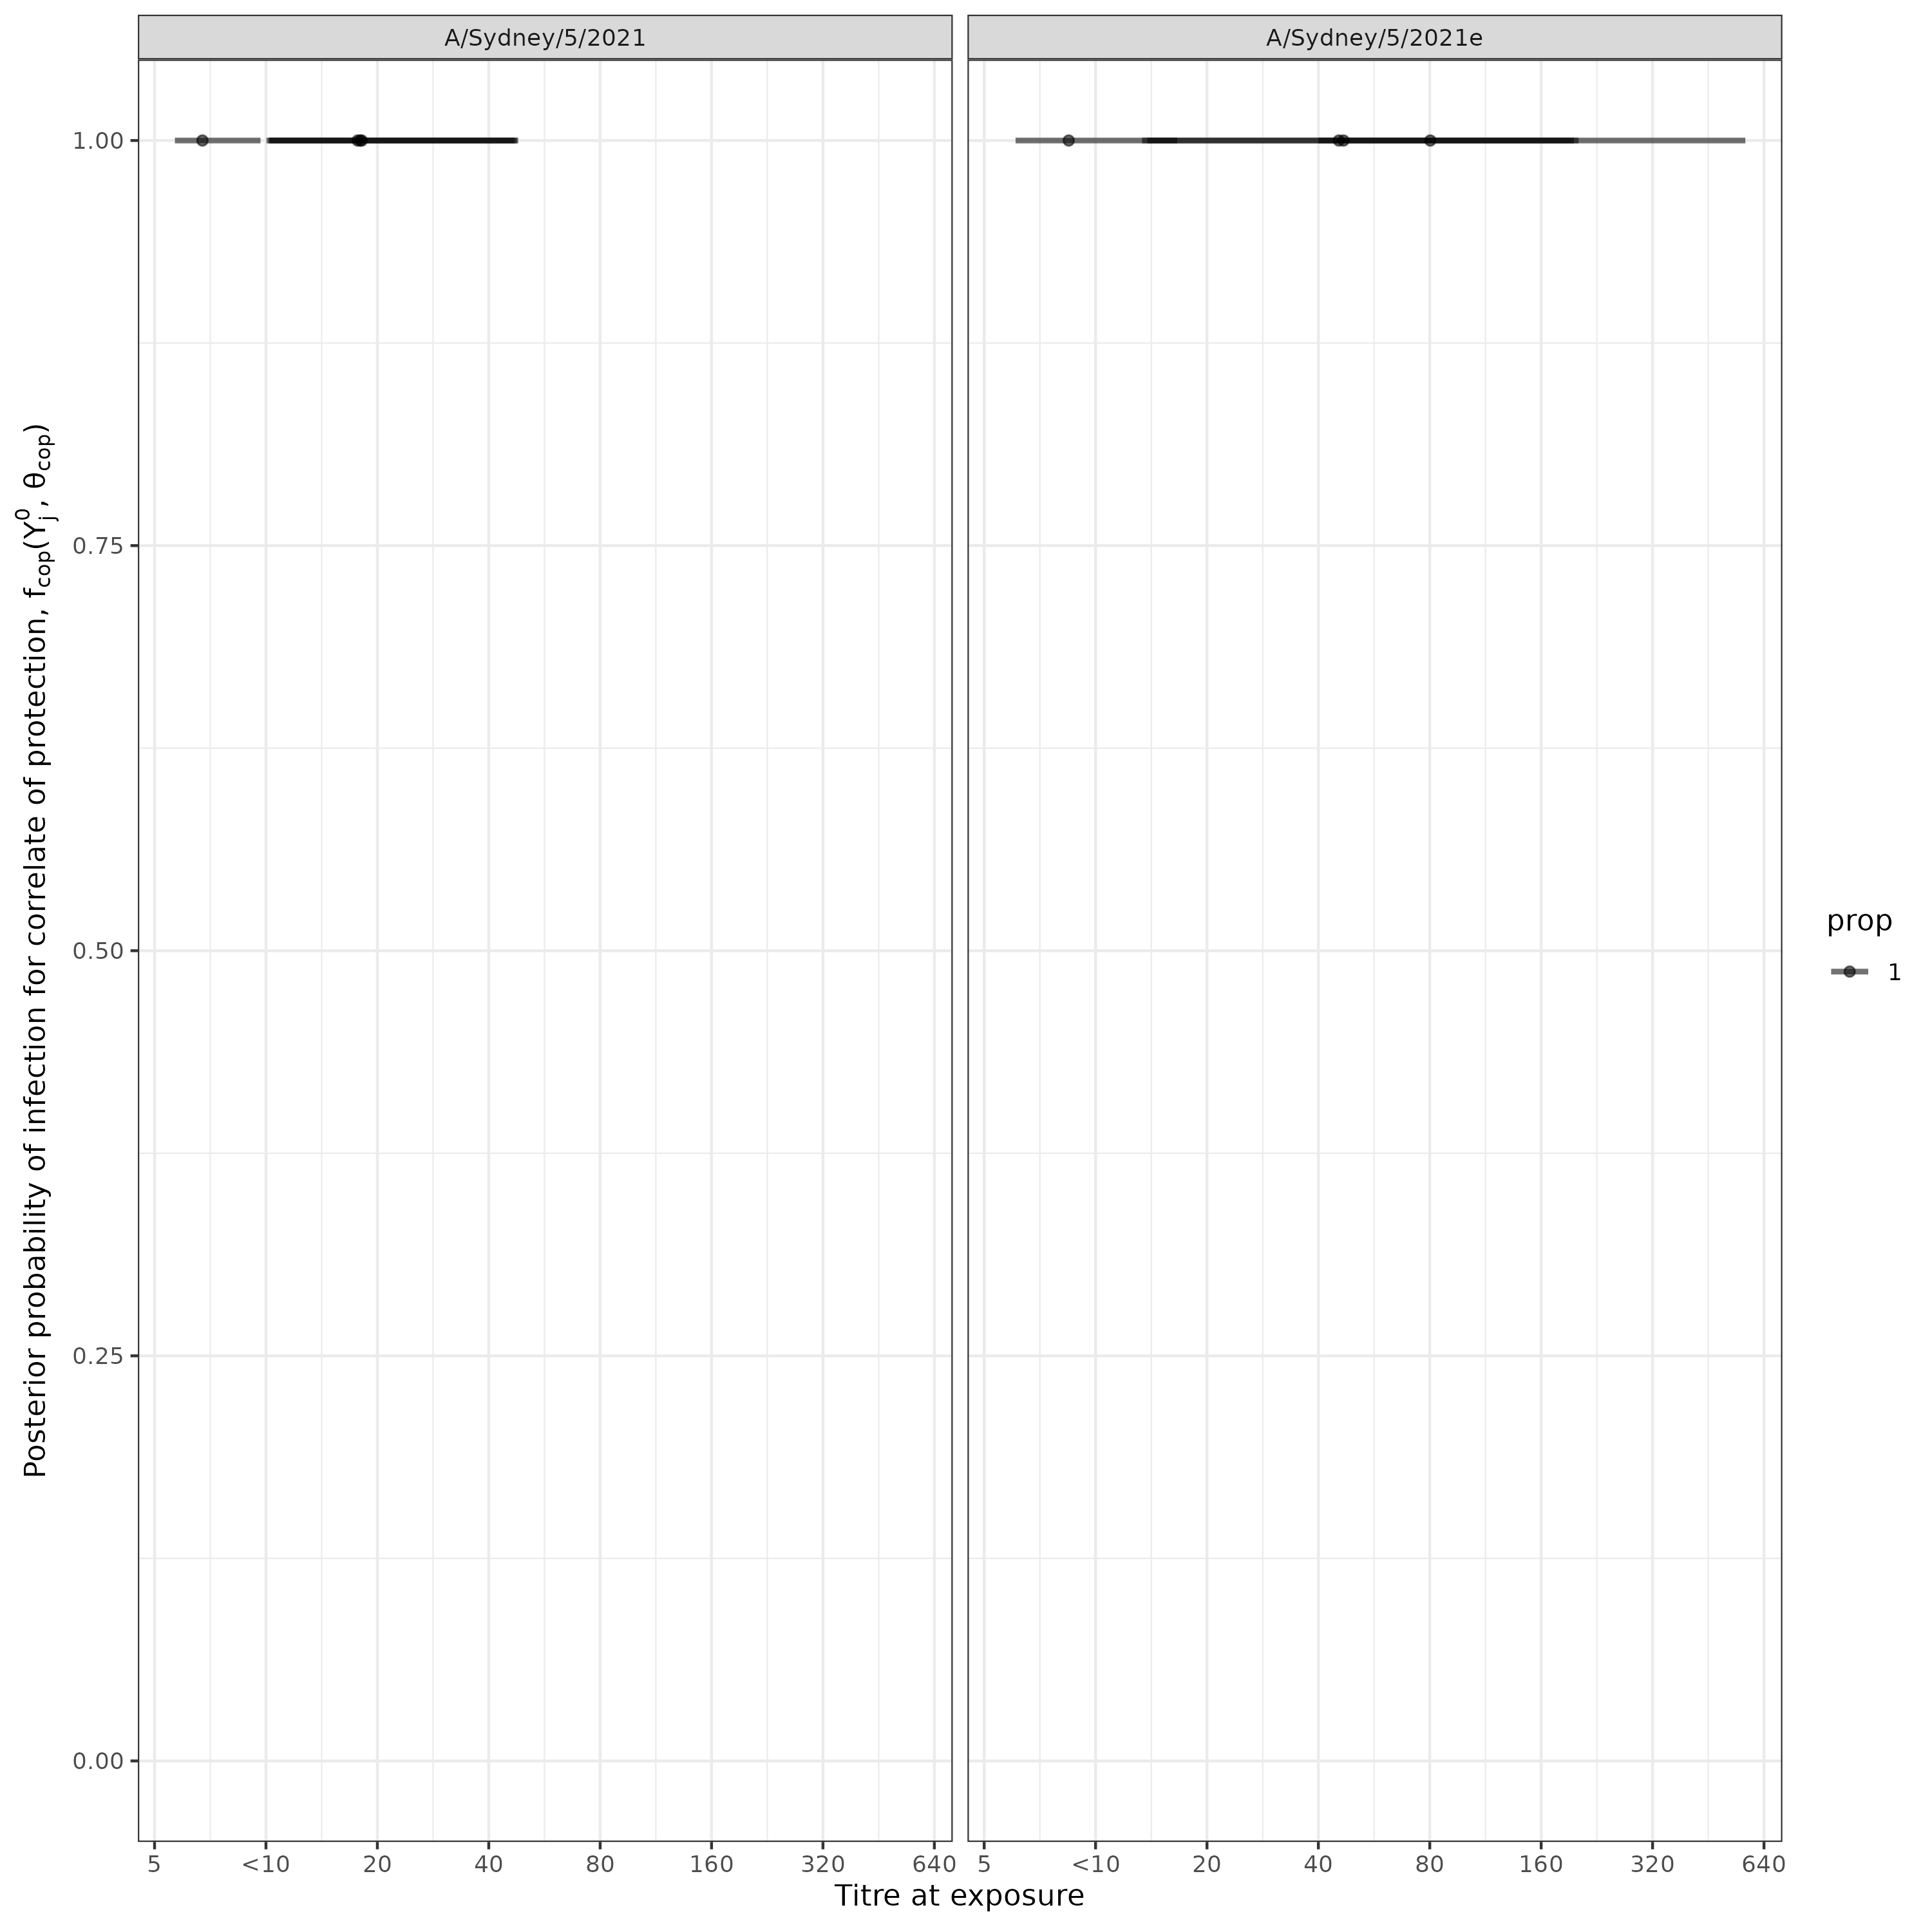 A/Sydney/5/2021
A/Sydney/5/2021e
Posterior probability of infection for correlate of protection, f_cop(Y_j^0, θ_cop)
1.00
0.75
0.50
0.25
0.00
5 <10 20 40 80 160 320 640
5 <10 20 40 80 160 320 640
Titre at exposure
prop
1